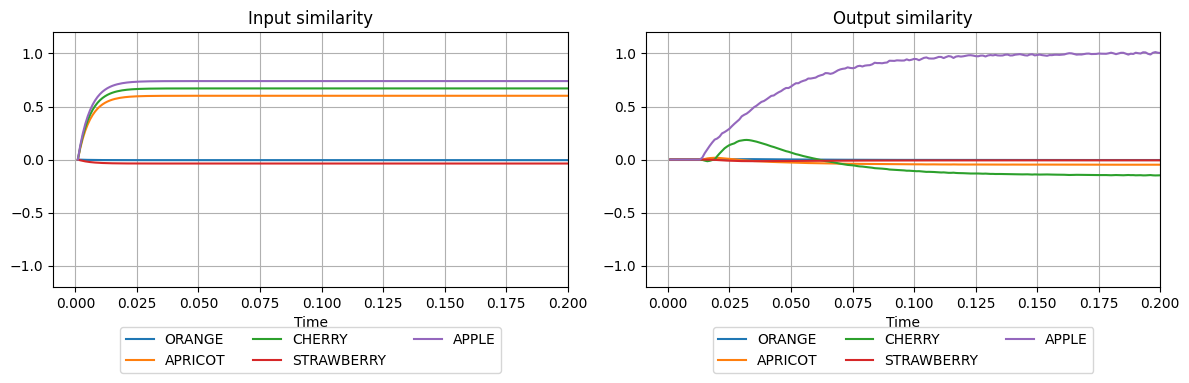 Input similarity
1.0
0.5
0.0
−0.5
−1.0
0.000 0.025 0.050 0.075 0.100 0.125 0.150 0.175 0.200
Time
ORANGE CHERRY APPLE
APRICOT STRAWBERRY
Output similarity
1.0
0.5
0.0
−0.5
−1.0
0.000 0.025 0.050 0.075 0.100 0.125 0.150 0.175 0.200
Time
ORANGE CHERRY APPLE
APRICOT STRAWBERRY